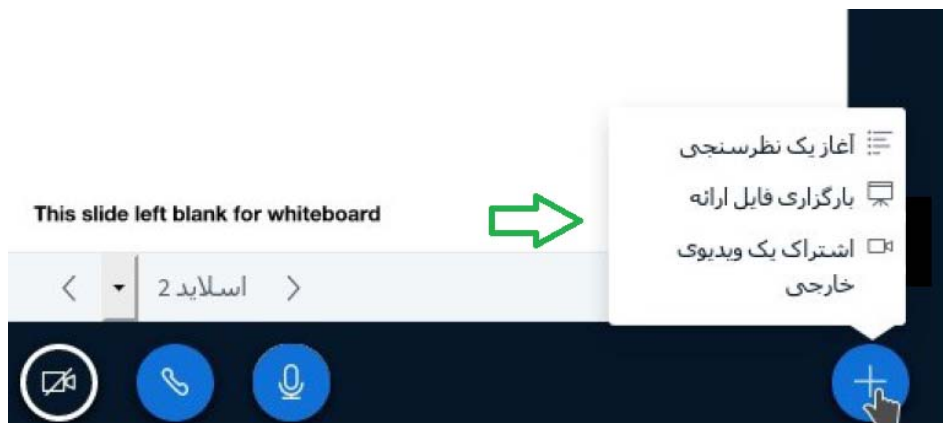 آغاز یک نظرسنجی
بارگزاری فایل ارائه
اشتراک یک ویدیوی
خارجی
This slide left blank for whiteboard
اسلاید 2